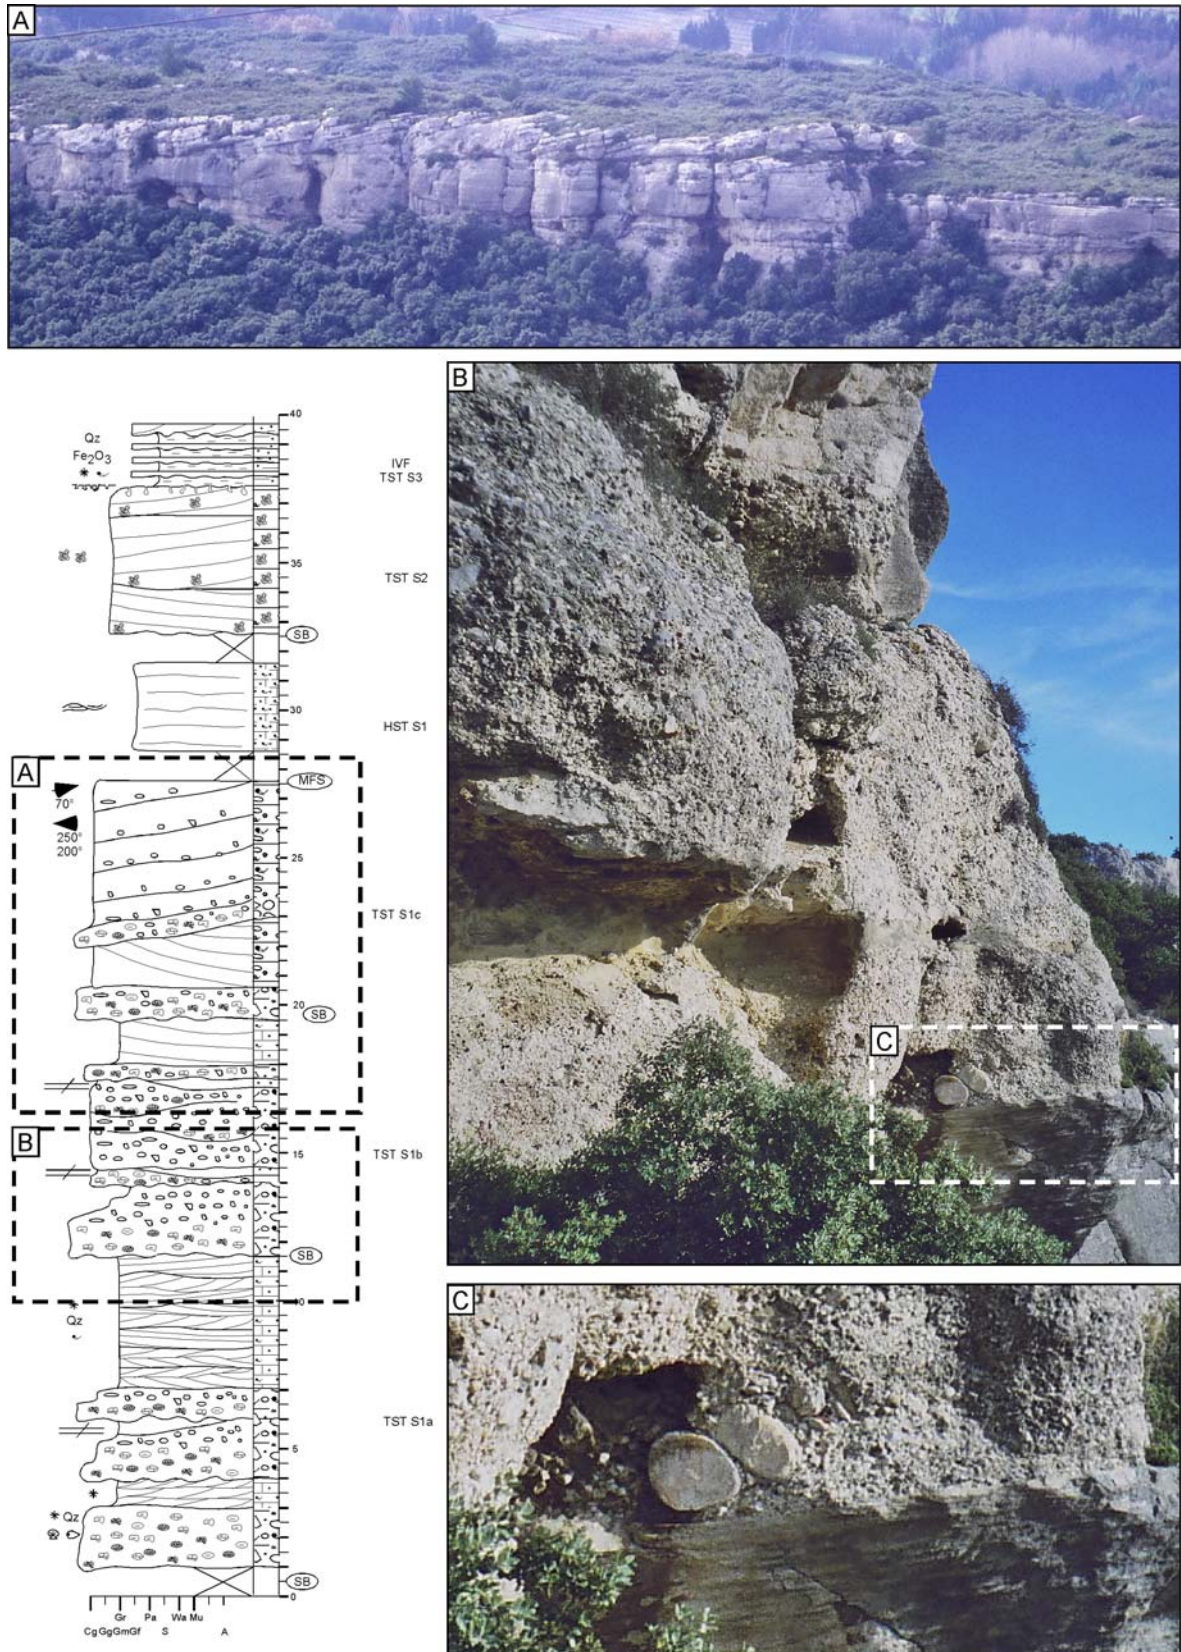 A
B
40
Qz
Fe2O3
IVF
TST S3
35
TST S2
SB
30
HST S1
A
MFS
70°
250°
200°
25
TST S1c
20
SB
C
B
15
TST S1b
SB
10
Qz
C
TST S1a
5
Qz
SB
0
Gr Pa Wa Mu
Cg Gg Gm Gf S A